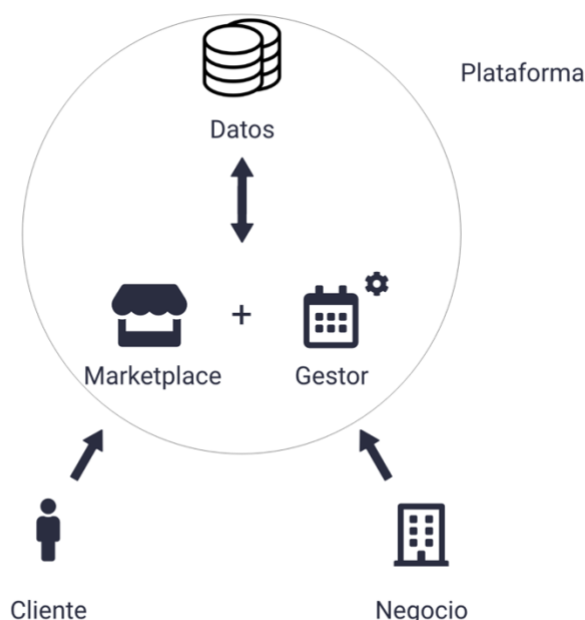 Plataforma
Datos
+
Marketplace
Gestor
Cliente
Negocio